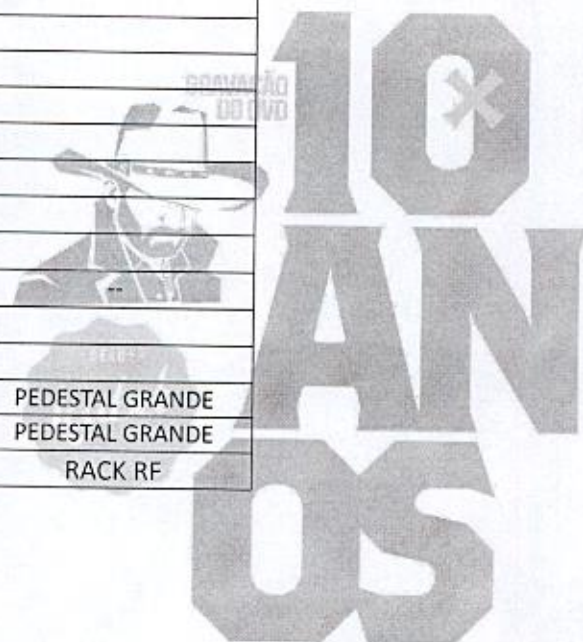 10
GRAVAÇÃO
DO DVD
ANOS
--
PEDESTAL GRANDE
PEDESTAL GRANDE
RACK RF